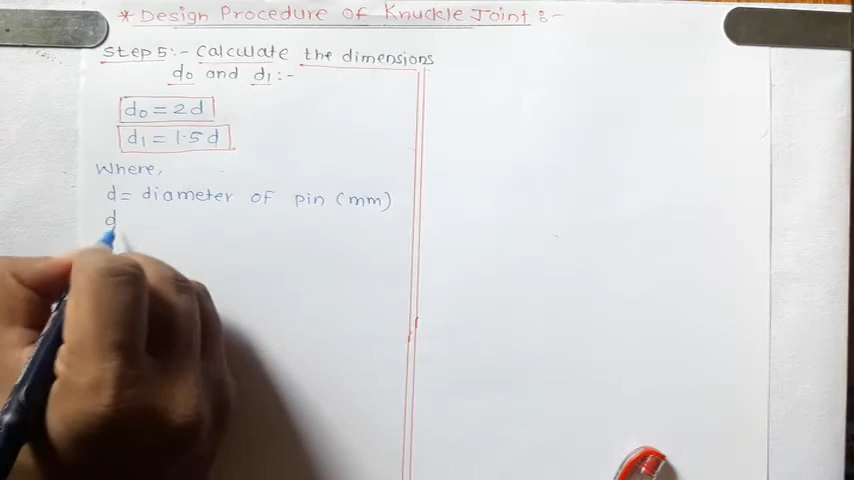 * Design Procedure of Knuckle Joint :-
Step 5:- Calculate the dimensions
d0 and d1:-
d0 = 2d
d1 = 1.5d
Where,
d = diameter of pin (mm)
d